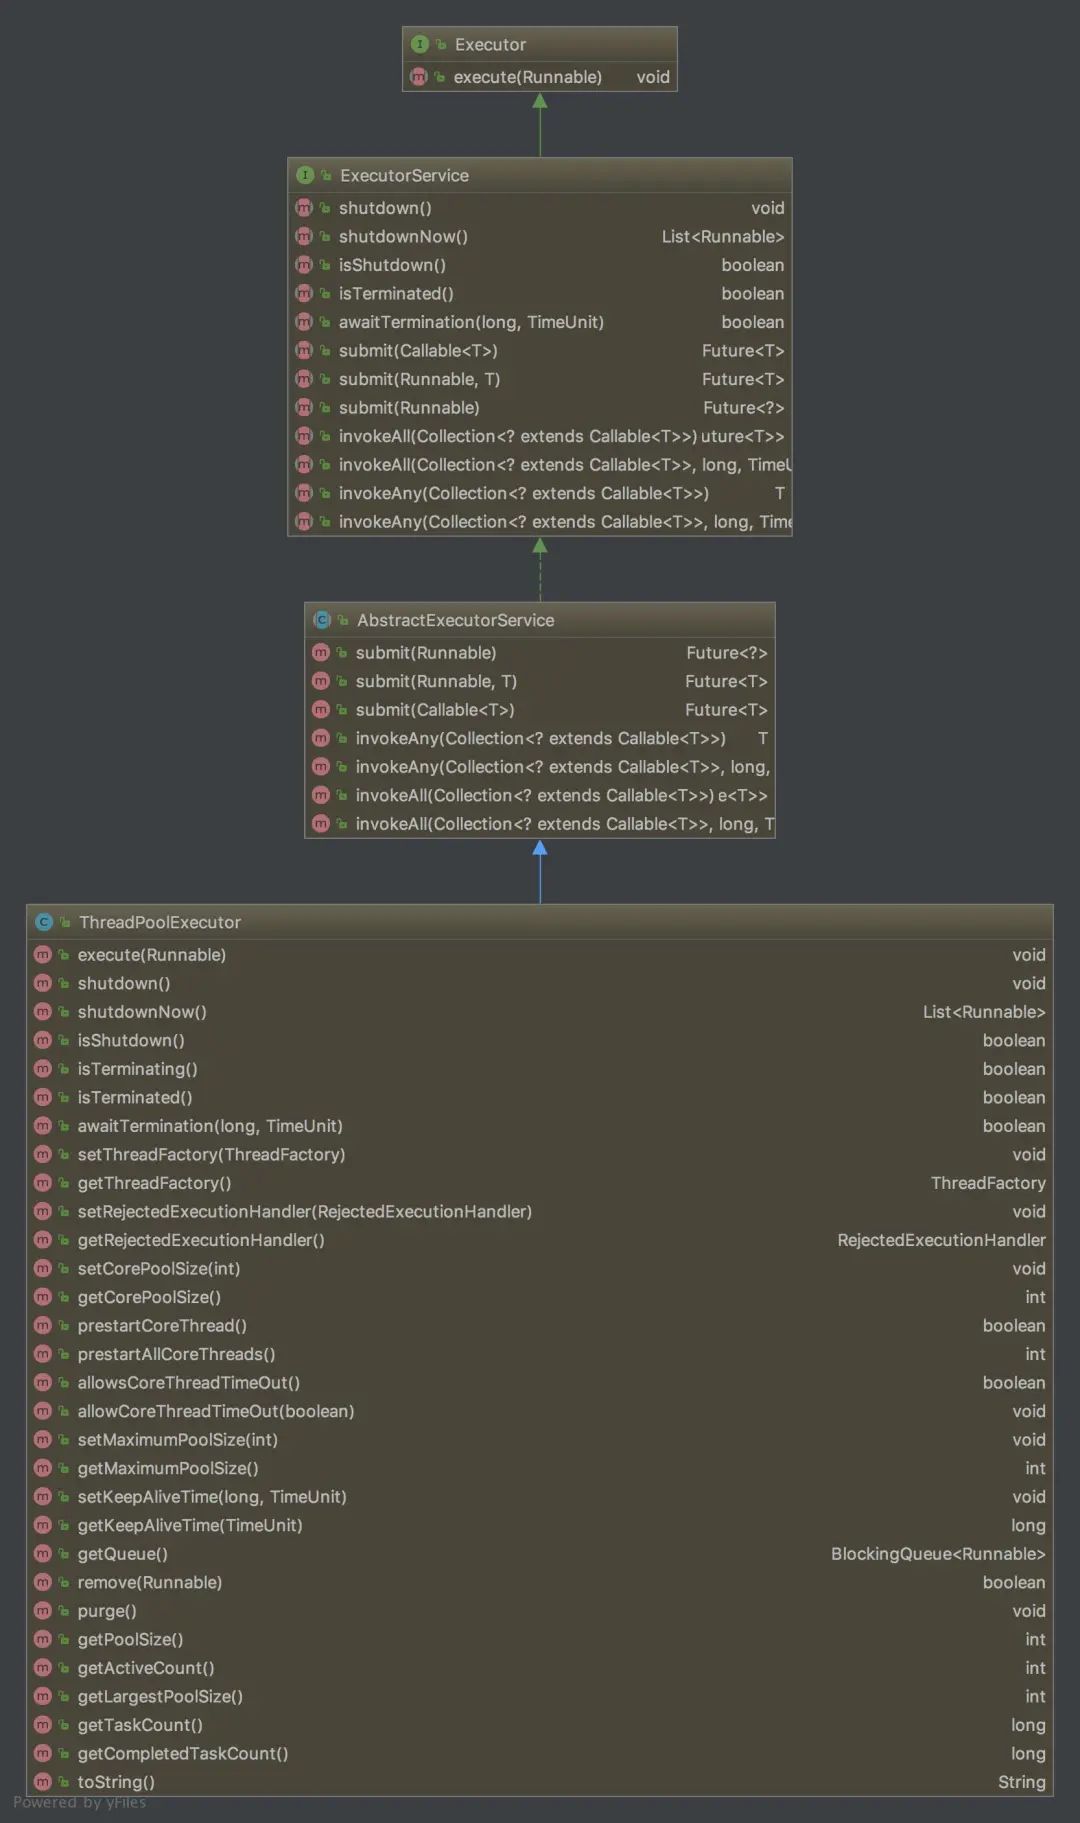 Executor
execute(Runnable) void
ExecutorService
shutdown() void
shutdownNow() List<Runnable>
isShutdown() boolean
isTerminated() boolean
awaitTermination(long, TimeUnit) boolean
submit(Callable<T>) Future<T>
submit(Runnable, T) Future<T>
submit(Runnable) Future<?>
invokeAll(Collection<? extends Callable<T>>) uture<T>>
invokeAll(Collection<? extends Callable<T>>, long, TimeU
invokeAny(Collection<? extends Callable<T>>) T
invokeAny(Collection<? extends Callable<T>>, long, Time
AbstractExecutorService
submit(Runnable) Future<?>
submit(Runnable, T) Future<T>
submit(Callable<T>) Future<T>
invokeAny(Collection<? extends Callable<T>>) T
invokeAny(Collection<? extends Callable<T>>, long,
invokeAll(Collection<? extends Callable<T>>) e<T>>
invokeAll(Collection<? extends Callable<T>>, long, T
ThreadPoolExecutor
execute(Runnable) void
shutdown() void
shutdownNow() List<Runnable>
isShutdown() boolean
isTerminating() boolean
isTerminated() boolean
awaitTermination(long, TimeUnit) boolean
setThreadFactory(ThreadFactory) void
getThreadFactory() ThreadFactory
setRejectedExecutionHandler(RejectedExecutionHandler) void
getRejectedExecutionHandler() RejectedExecutionHandler
setCorePoolSize(int) void
getCorePoolSize() int
prestartCoreThread() boolean
prestartAllCoreThreads() int
allowsCoreThreadTimeOut() boolean
allowCoreThreadTimeOut(boolean) void
setMaximumPoolSize(int) void
getMaximumPoolSize() int
setKeepAliveTime(long, TimeUnit) void
getKeepAliveTime(TimeUnit) long
getQueue() BlockingQueue<Runnable>
remove(Runnable) boolean
purge() void
getPoolSize() int
getActiveCount() int
getLargestPoolSize() int
getTaskCount() long
getCompletedTaskCount() long
toString() String
Powered by yFiles